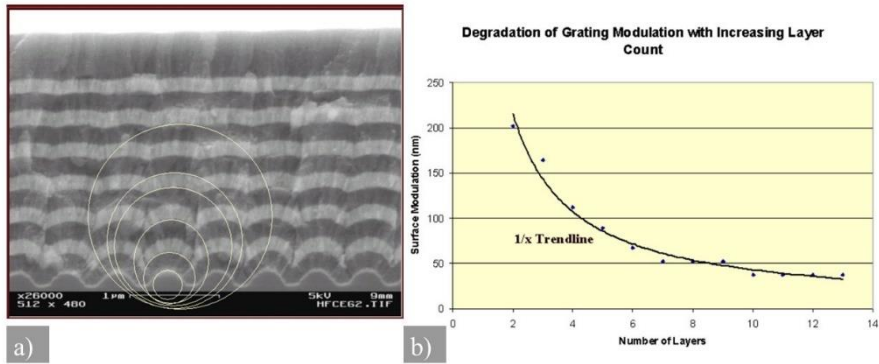 x26000
1μm
5kV
9mm
512 x 480
MFCE62.TIF
a)
Degradation of Grating Modulation with Increasing Layer
Count
250
200
150
100
50
0
Surface Modulation (nm)
1/x Trendline
0 2 4 6 8 10 12 14
Number of Layers
b)